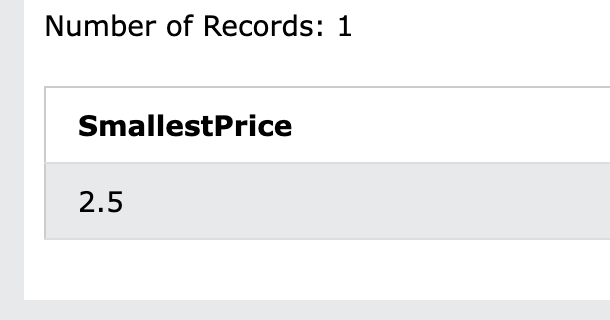 Number of Records: 1
SmallestPrice
2.5